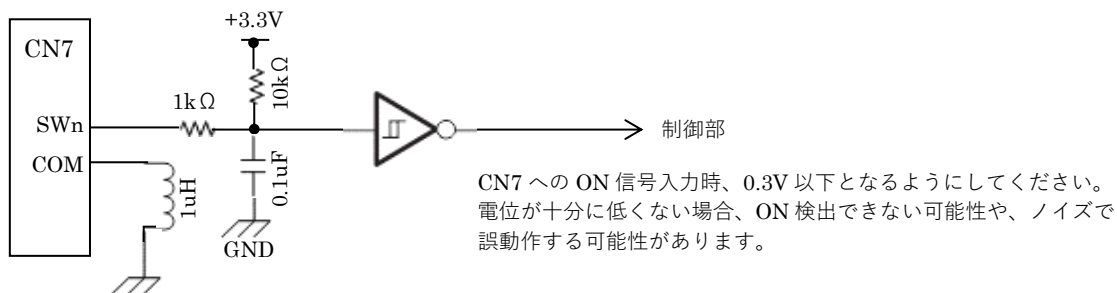 +3.3V
CN7
10kΩ
1kΩ
SWn
COM
制御部
0.1uF
1uH
GND
CN7 への ON 信号入力時、0.3V 以下となるようにしてください。
電位が十分に低くない場合、ON 検出できない可能性や、ノイズで
誤動作する可能性があります。